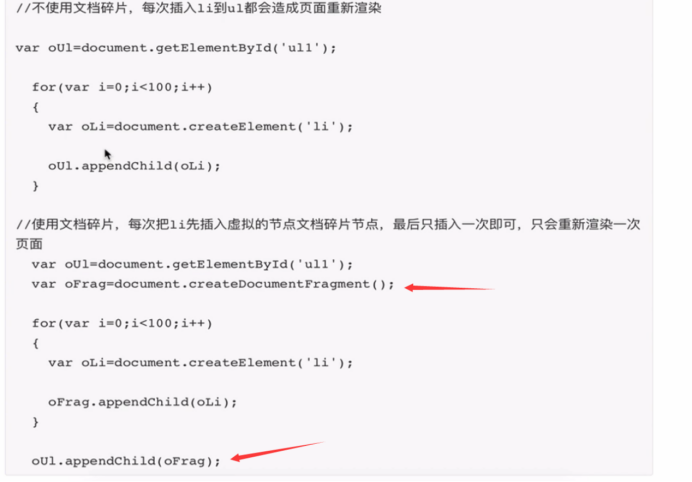 //不使用文档碎片，每次插入li到ul都会造成页面重新渲染
var oUl=document.getElementById('ul1');
for(var i=0;i<100;i++)
{
var oLi=document.createElement('li');
oUl.appendChild(oLi);
}
//使用文档碎片，每次把li先插入虚拟的节点文档碎片节点，最后只插入一次即可，只会重新渲染一次
页面
var oUl=document.getElementById('ul1');
var oFrag=document.createDocumentFragment();
for(var i=0;i<100;i++)
{
var oLi=document.createElement('li');
oFrag.appendChild(oLi);
}
oUl.appendChild(oFrag);